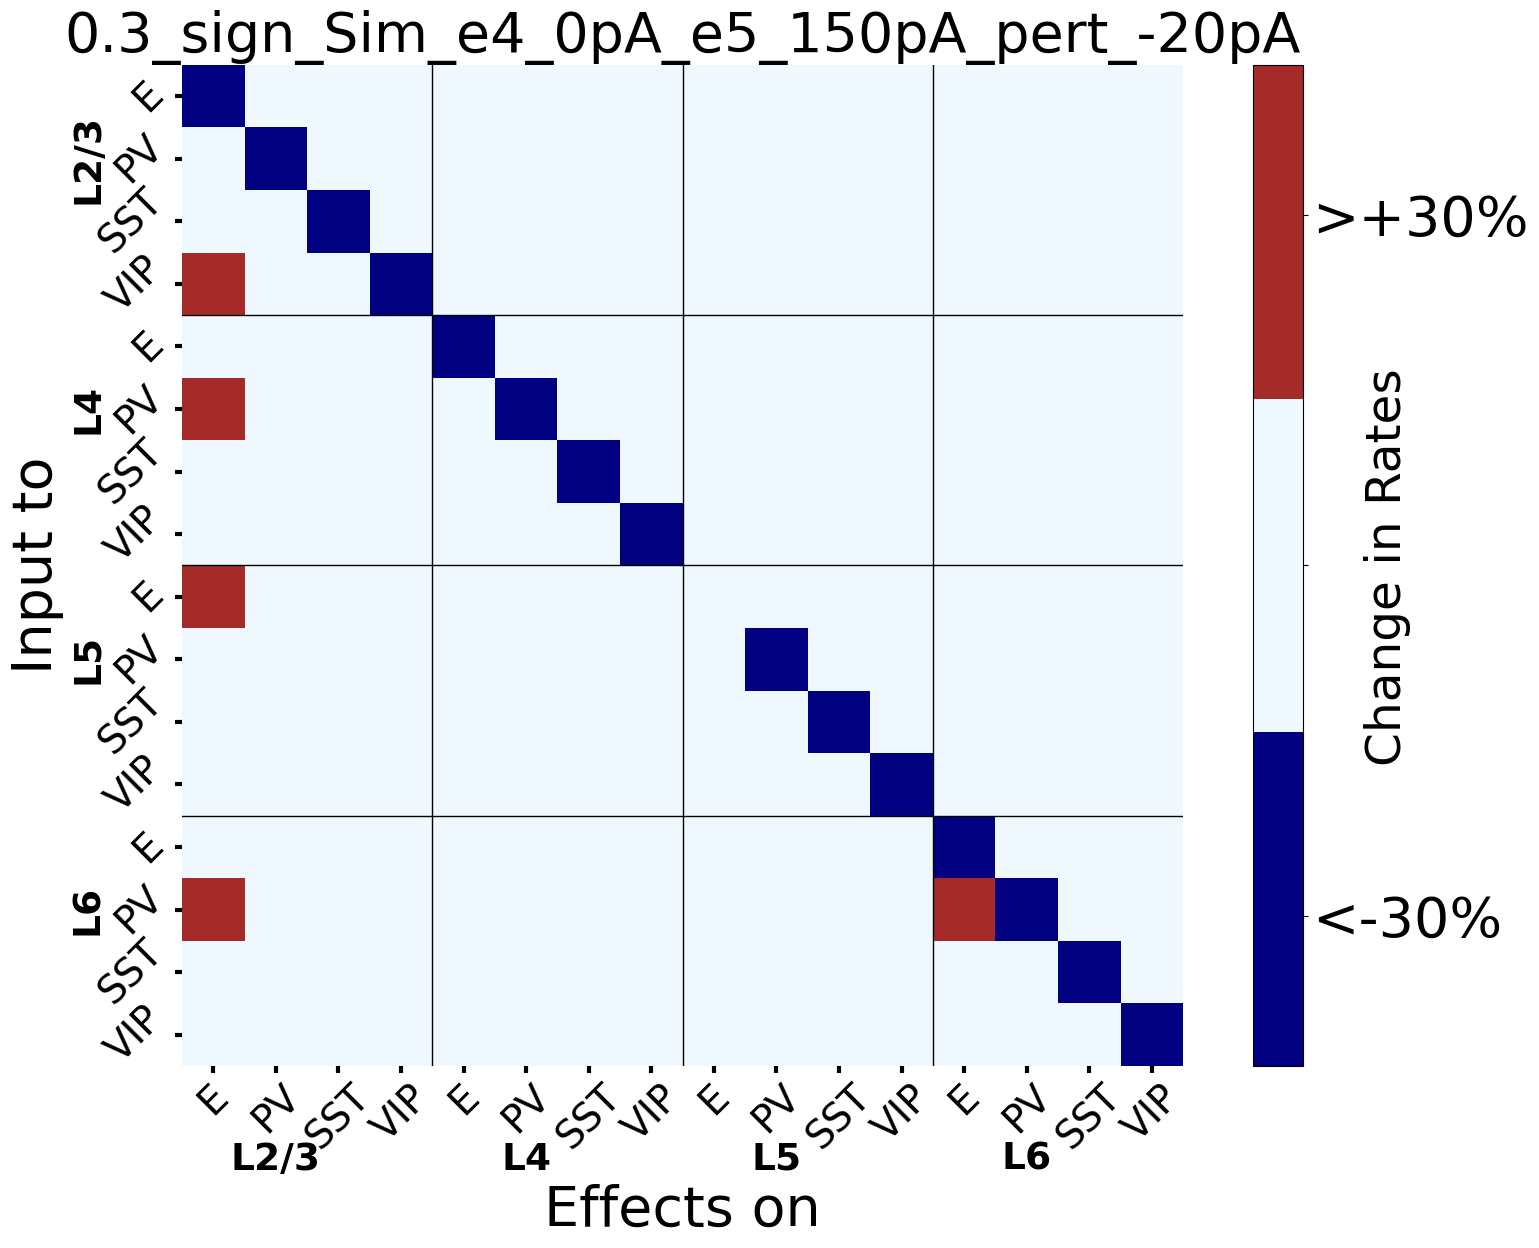 0.3_sign_Sim_e4_0pA_e5_150pA_pert_-20pA
Input to
L2/3
E
PV
SST
VIP
L4
E
PV
SST
VIP
L5
E
PV
SST
VIP
L6
E
PV
SST
VIP
E PV SST VIP E PV SST VIP E PV SST VIP E PV SST VIP
L2/3 L4 L5 L6
Effects on
>+30%
<-30%
Change in Rates